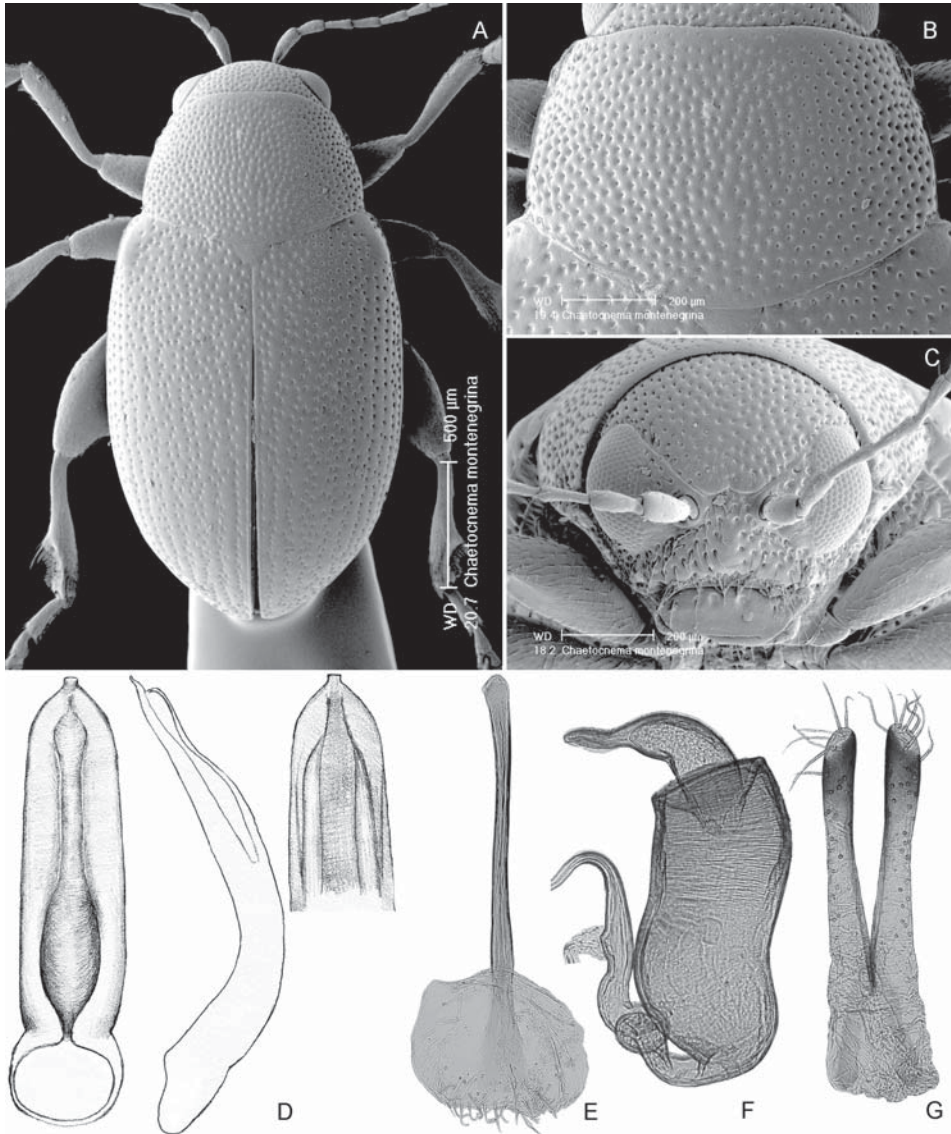 A
500 µm
WD
20.7 Chaetocnema montenegrina
B
WD 200 µm
19.4 Chaetocnema montenegrina
C
WD 200 µm
18.2 Chaetocnema montenegrina
D
E
F
G